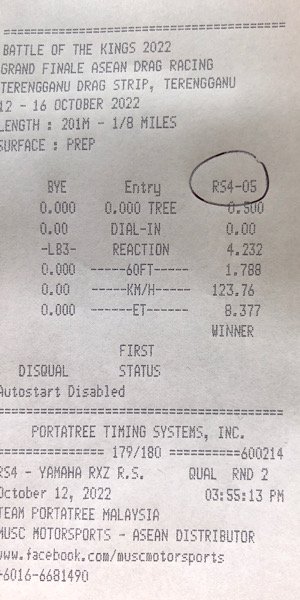 BATTLE OF THE KINGS 2022
GRAND FINALE ASEAN DRAG RACING
TERENGGANU DRAG STRIP, TERENGGANU
12 - 16 OCTOBER 2022
LENGTH : 201M - 1/8 MILES
SURFACE : PREP
BYE Entry RS4-05
0.000 0.000 TREE 0.500
0.00 DIAL-IN 0.00
-LB3- REACTION 4.232
0.000 ------60FT------ 1.788
0.00 ------KM/H------ 123.76
0.000 ------ET------ 8.377
WINNER
FIRST
DISQUAL STATUS
Autostart Disabled
PORTATREE TIMING SYSTEMS, INC.
=========== 179/180 ==========600214
RS4 - YAMAHA RXZ R.S. QUAL RND 2
October 12, 2022 03:55:13 PM
TEAM PORTATREE MALAYSIA
MUSC MOTORSPORTS - ASEAN DISTRIBUTOR
www.facebook.com/muscmotorsports
+6016-6681490